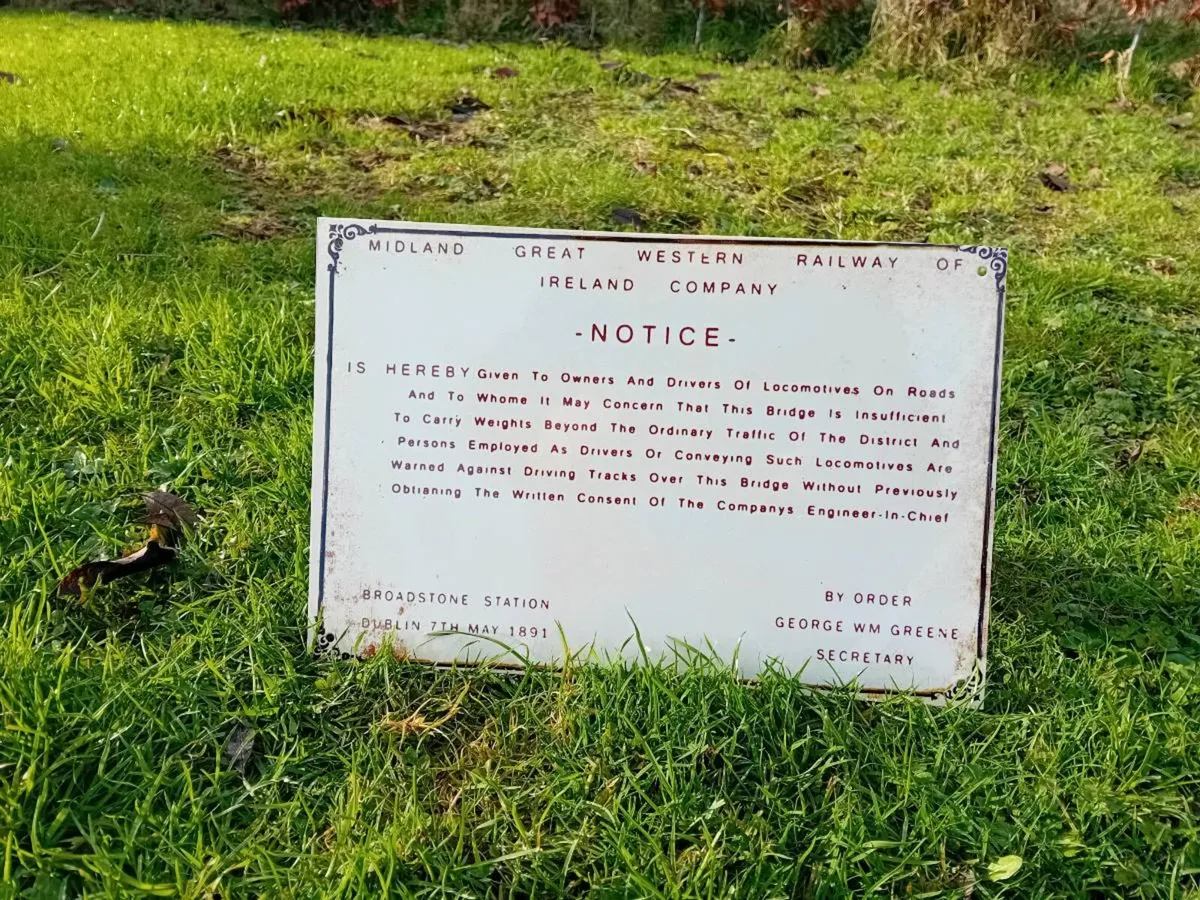 MIDLAND GREAT WESTERN RAILWAY OF
IRELAND COMPANY
-NOTICE-
IS HEREBY Given To Owners And Drivers Of Locomotives On Roads
And To Whome It May Concern That This Bridge Is Insufficient
To Carry Weights Beyond The Ordinary Traffic Of The District And
Persons Employed As Drivers Or Conveying Such Locomotives Are
Warned Against Driving Tracks Over This Bridge Without Previously
Obtianing The Written Consent Of The Companys Engineer-In-Chief
BROADSTONE STATION
DUBLIN 7TH MAY 1891
BY ORDER
GEORGE WM GREENE
SECRETARY